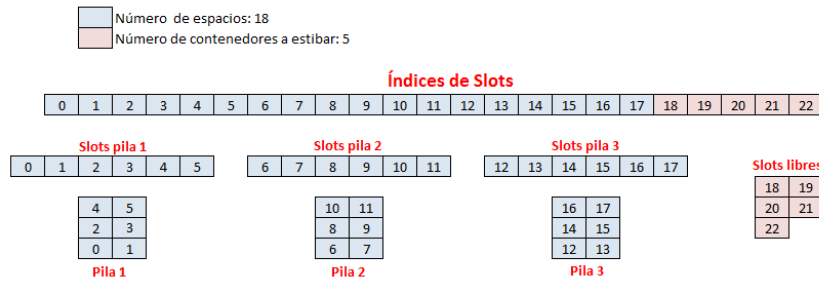 Número de espacios: 18
Número de contenedores a estibar: 5
Índices de Slots
0 1 2 3 4 5 6 7 8 9 10 11 12 13 14 15 16 17 18 19 20 21 22
Slots pila 1 Slots pila 2 Slots pila 3
0 1 2 3 4 5 6 7 8 9 10 11 12 13 14 15 16 17
Slots libres
18 19
20 21
22
4 5
2 3
0 1
Pila 1
10 11
8 9
6 7
Pila 2
16 17
14 15
12 13
Pila 3